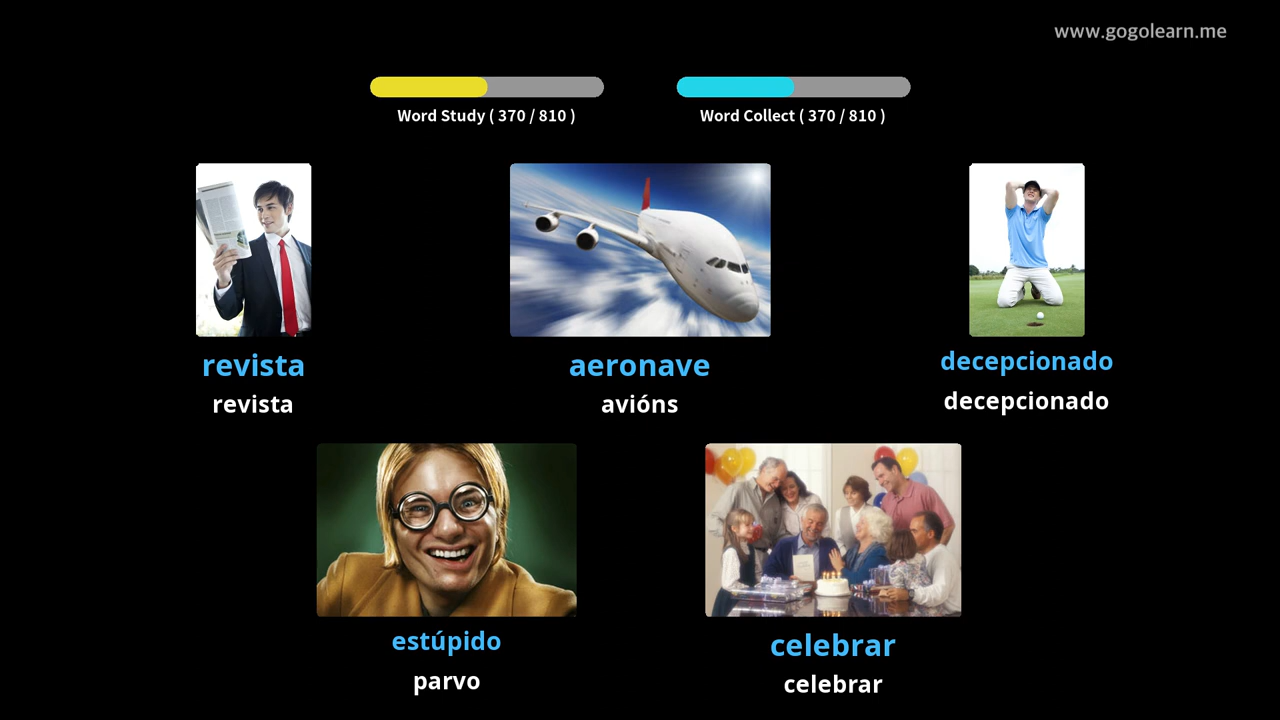 www.gogolearn.me
Word Study ( 370 / 810 )
Word Collect ( 370 / 810 )
revista
revista
aeronave
avións
decepcionado
decepcionado
estúpido
parvo
celebrar
celebrar